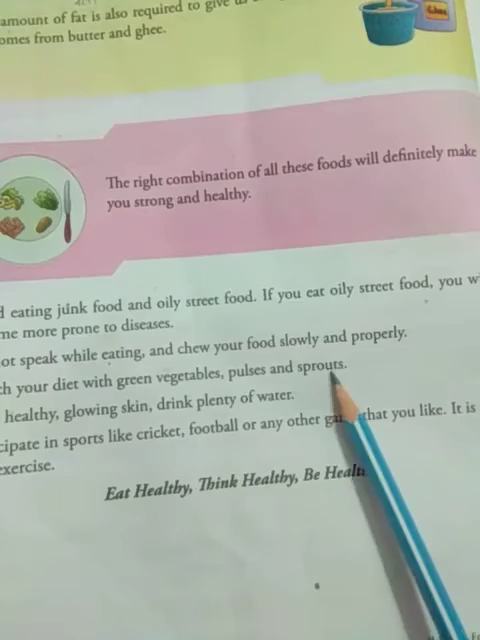 amount of fat is also required to give us
omes from butter and ghee.
Ghee
The right combination of all these foods will definitely make
you strong and healthy.
eating junk food and oily street food. If you eat oily street food, you w
me more prone to diseases.
ot speak while eating, and chew your food slowly and properly.
ch your diet with green vegetables, pulses and sprouts.
healthy, glowing skin, drink plenty of water.
cipate in sports like cricket, football or any other that you like. It is
exercise.
Eat Healthy, Think Healthy, Be Health